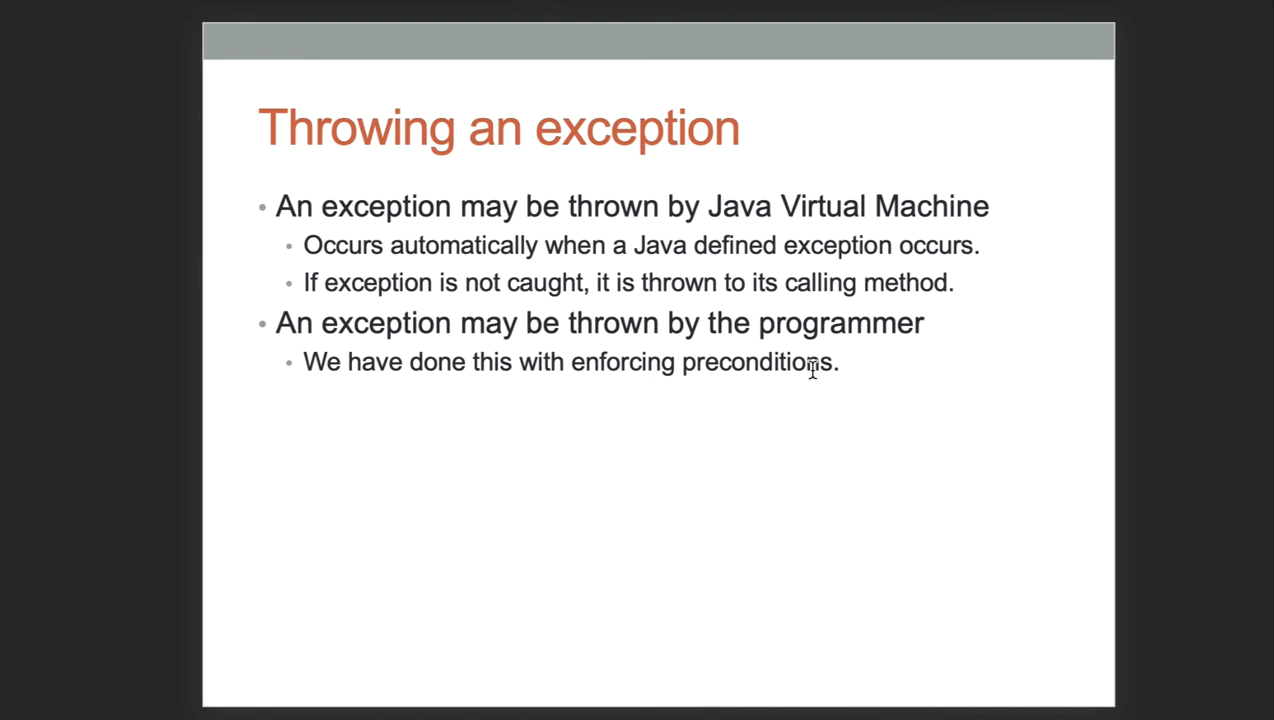 Throwing an exception
• An exception may be thrown by Java Virtual Machine
• Occurs automatically when a Java defined exception occurs.
• If exception is not caught, it is thrown to its calling method.
• An exception may be thrown by the programmer
• We have done this with enforcing preconditions.